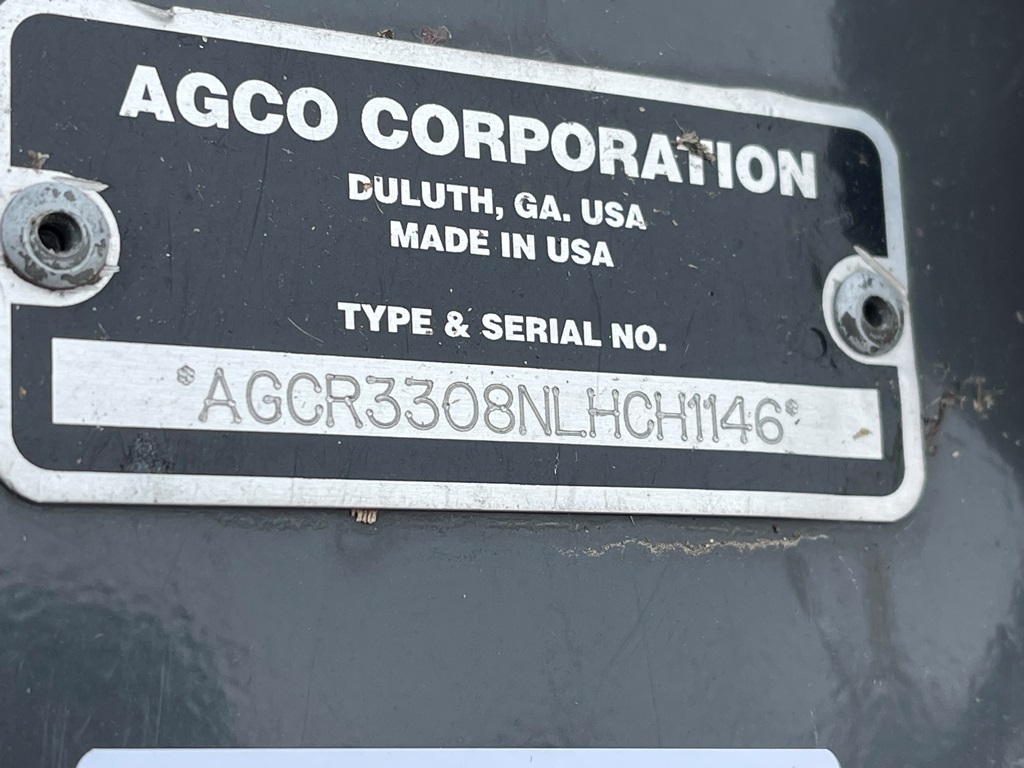 AGCO CORPORATION
DULUTH, GA. USA
MADE IN USA
TYPE & SERIAL NO.
*AGCR3308NLHCH1146*